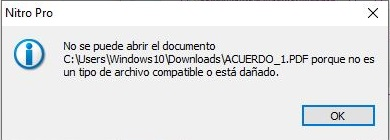 Nitro Pro
No se puede abrir el documento
C:\Users\Windows10\Downloads\ACUERDO_1.PDF porque no es
un tipo de archivo compatible o está dañado.
OK